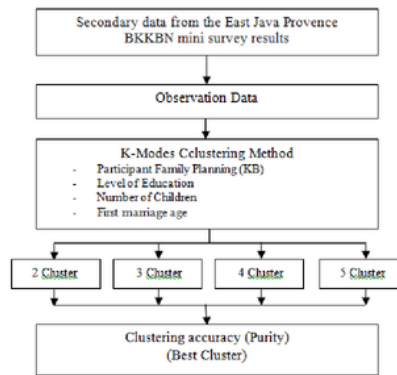 Secondary data from the East Java Provence
BKKBN mini survey results
Observation Data
K-Modes Cclustering Method
- Participant Family Planning (KB)
- Level of Education
- Number of Children
- First marriage age
2 Cluster
3 Cluster
4 Cluster
5 Cluster
Clustering accuracy (Purity)
(Best Cluster)